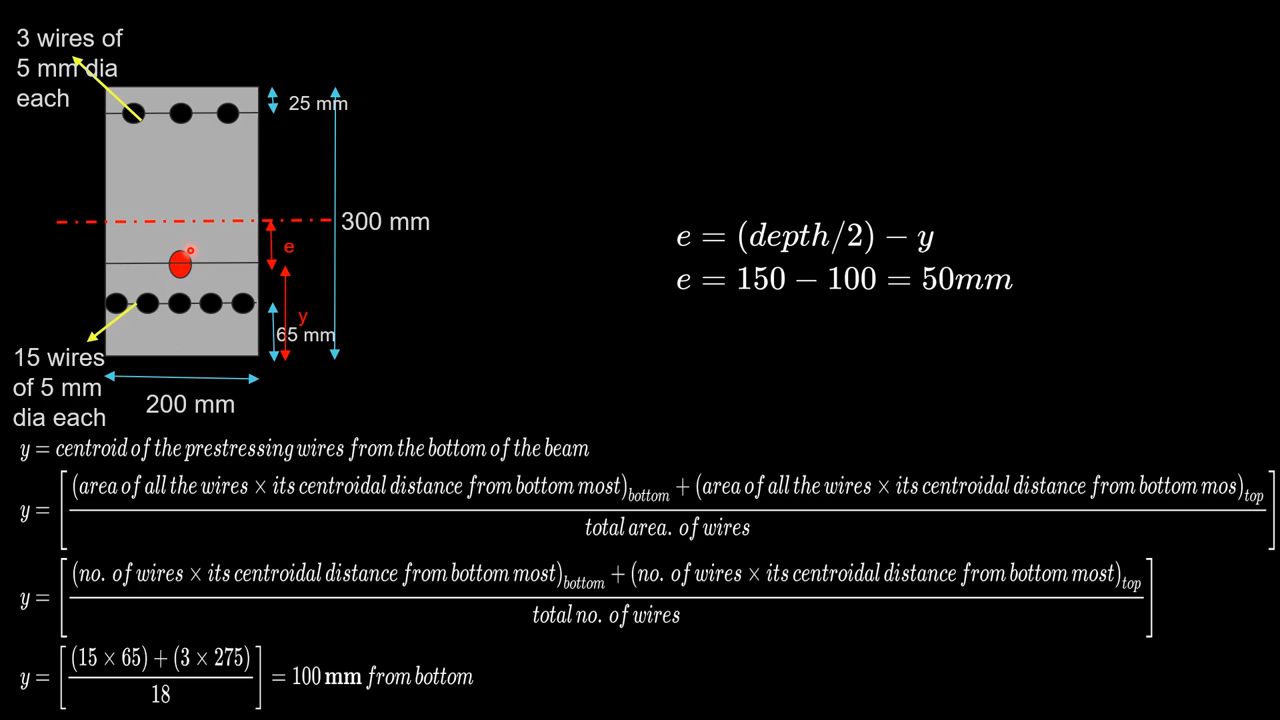 3 wires of
5 mm dia
each
25 mm
300 mm
e
y
65 mm
15 wires
of 5 mm
dia each
200 mm
e = (depth/2) − y
e = 150 − 100 = 50mm
y = centroid of the prestressing wires from the bottom of the beam
y = [((area of all the wires × its centroidal distance from bottom most)_bottom + (area of all the wires × its centroidal distance from bottom mos)_top) / (total area. of wires)]
y = [((no. of wires × its centroidal distance from bottom most)_bottom + (no. of wires × its centroidal distance from bottom most)_top) / (total no. of wires)]
y = [((15 × 65) + (3 × 275)) / 18] = 100 mm from bottom